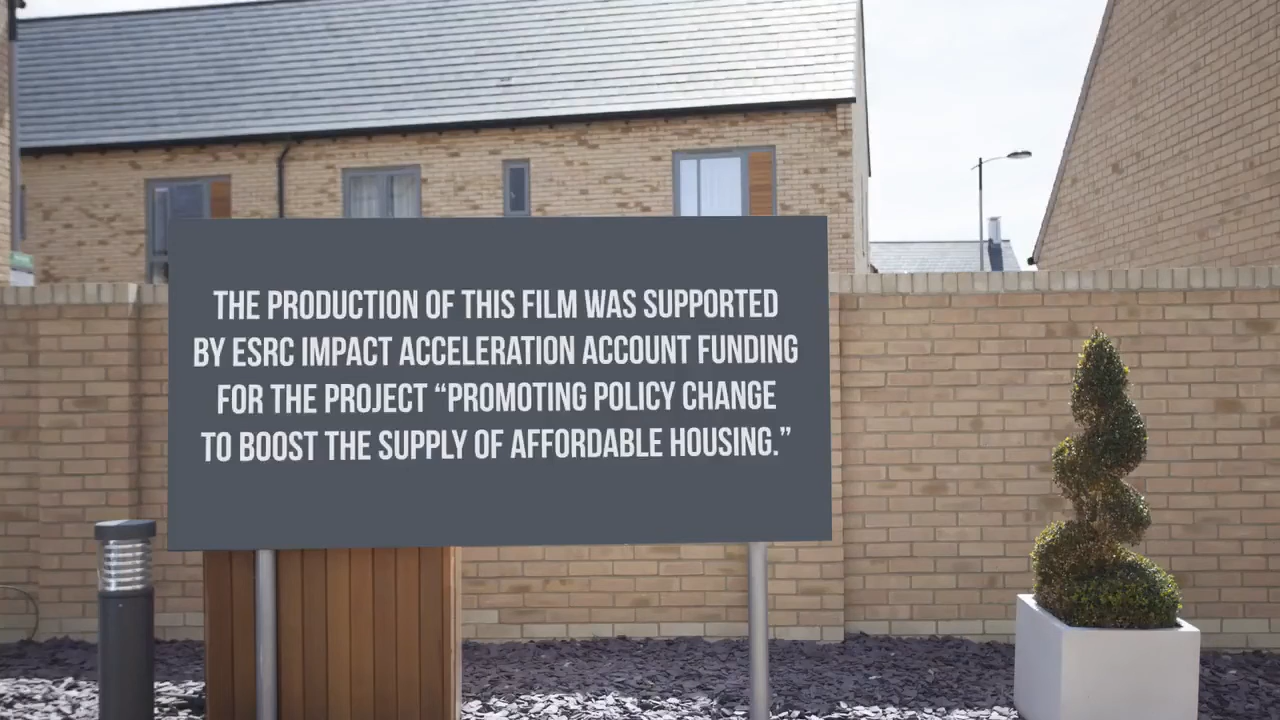 THE PRODUCTION OF THIS FILM WAS SUPPORTED
BY ESRC IMPACT ACCELERATION ACCOUNT FUNDING
FOR THE PROJECT “PROMOTING POLICY CHANGE
TO BOOST THE SUPPLY OF AFFORDABLE HOUSING.”